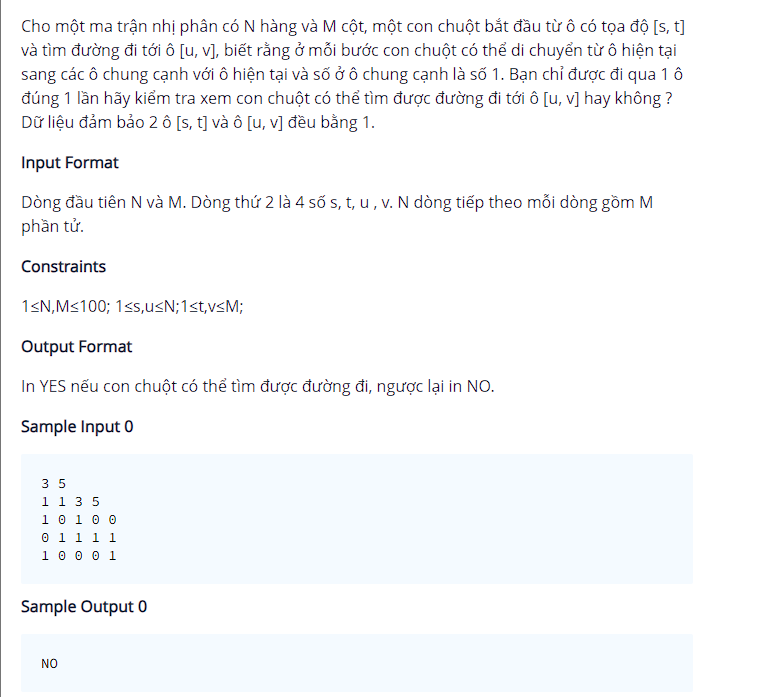 Cho một ma trận nhị phân có N hàng và M cột, một con chuột bắt đầu từ ô có tọa độ [s, t]
và tìm đường đi tới ô [u, v], biết rằng ở mỗi bước con chuột có thể di chuyển từ ô hiện tại
sang các ô chung cạnh với ô hiện tại và số ở ô chung cạnh là số 1. Bạn chỉ được đi qua 1 ô
đúng 1 lần hãy kiểm tra xem con chuột có thể tìm được đường đi tới ô [u, v] hay không ?
Dữ liệu đảm bảo 2 ô [s, t] và ô [u, v] đều bằng 1.
Input Format
Dòng đầu tiên N và M. Dòng thứ 2 là 4 số s, t, u , v. N dòng tiếp theo mỗi dòng gồm M
phần tử.
Constraints
1≤N,M≤100; 1≤s,u≤N;1≤t,v≤M;
Output Format
In YES nếu con chuột có thể tìm được đường đi, ngược lại in NO.
Sample Input 0
3 5
1 1 3 5
1 0 1 0 0
0 1 1 1 1
1 0 0 0 1
Sample Output 0
NO